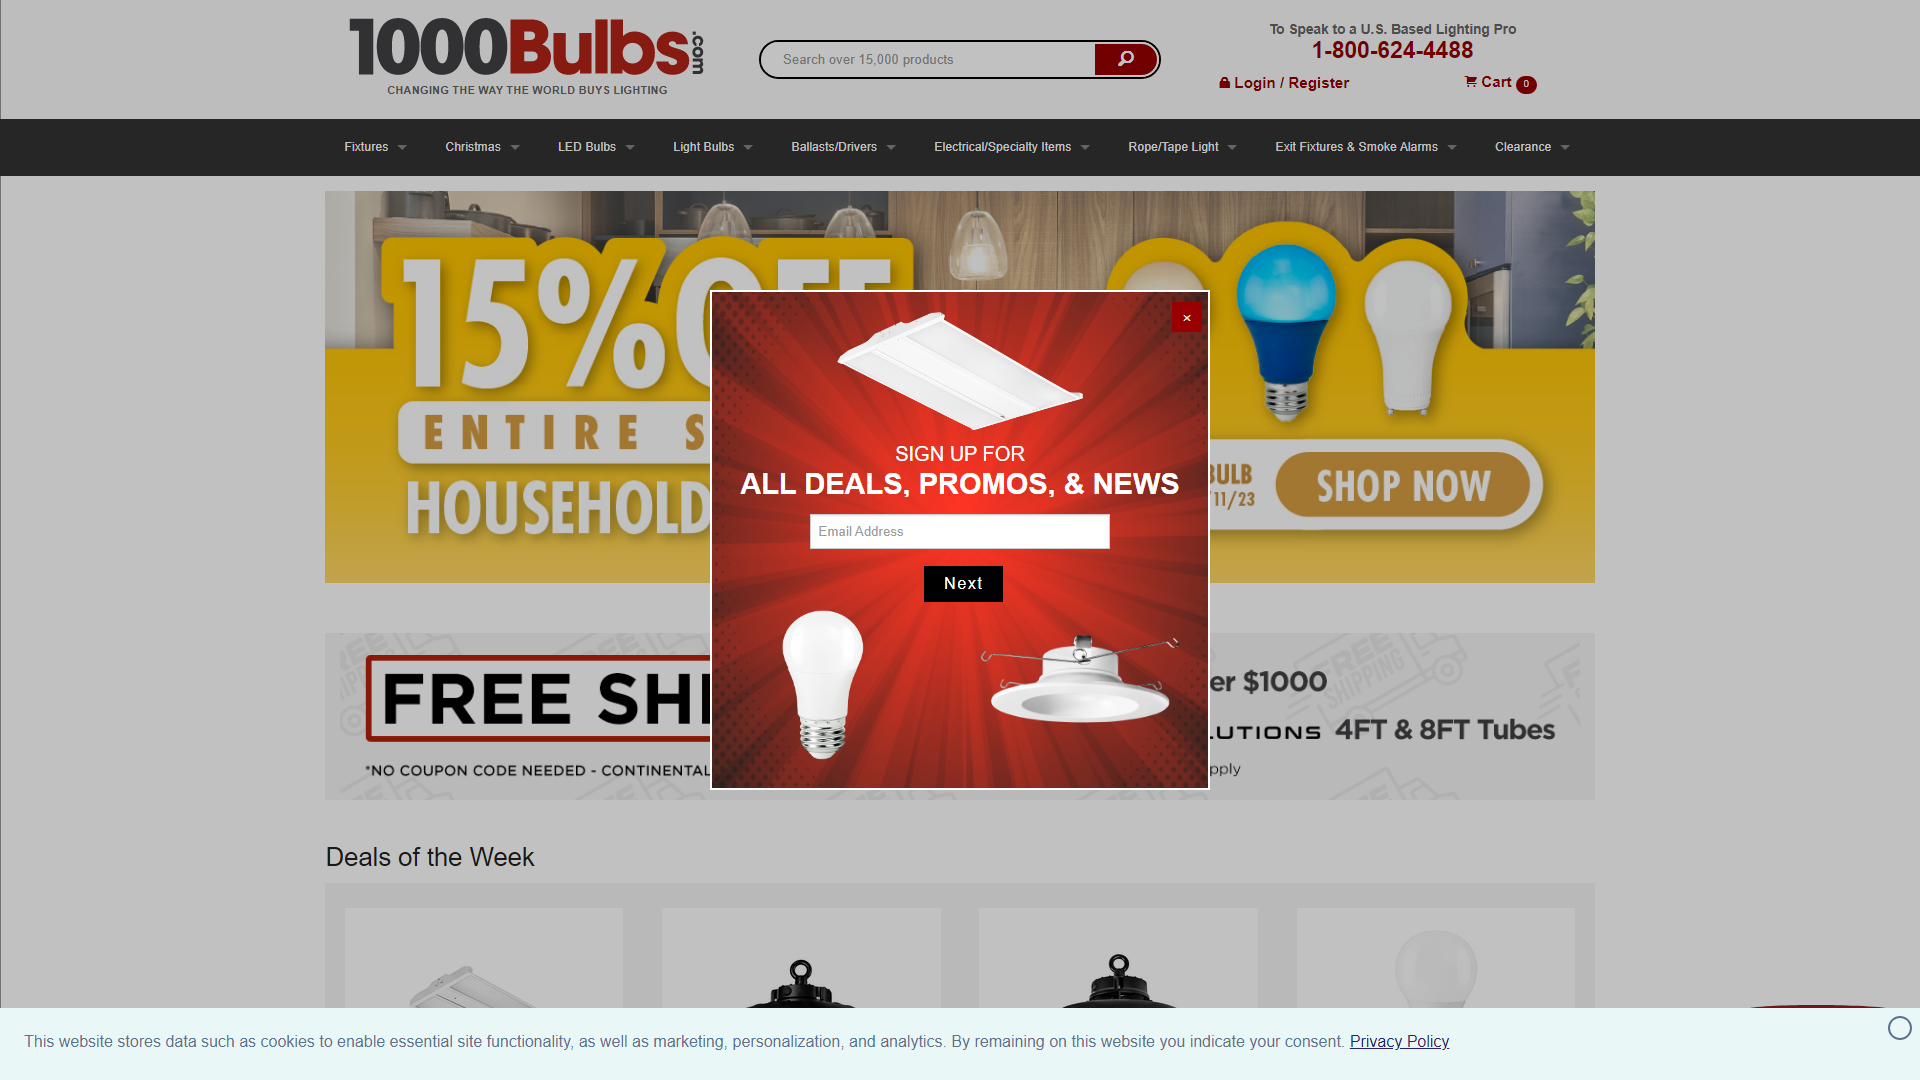 1000Bulbs.com
CHANGING THE WAY THE WORLD BUYS LIGHTING
Search over 15,000 products
To Speak to a U.S. Based Lighting Pro
1-800-624-4488
Login / Register
Cart 0
Fixtures Christmas LED Bulbs Light Bulbs Ballasts/Drivers Electrical/Specialty Items Rope/Tape Light Exit Fixtures & Smoke Alarms Clearance
15% OFF
ENTIRE S
HOUSEHOLD
BULB
/11/23
SHOP NOW
×
SIGN UP FOR
ALL DEALS, PROMOS, & NEWS
Email Address
Next
FREE SHI
er $1000
LUTIONS 4FT & 8FT Tubes
*NO COUPON CODE NEEDED - CONTINENTAL
pply
FREE SHIPPING
Deals of the Week
This website stores data such as cookies to enable essential site functionality, as well as marketing, personalization, and analytics. By remaining on this website you indicate your consent. Privacy Policy